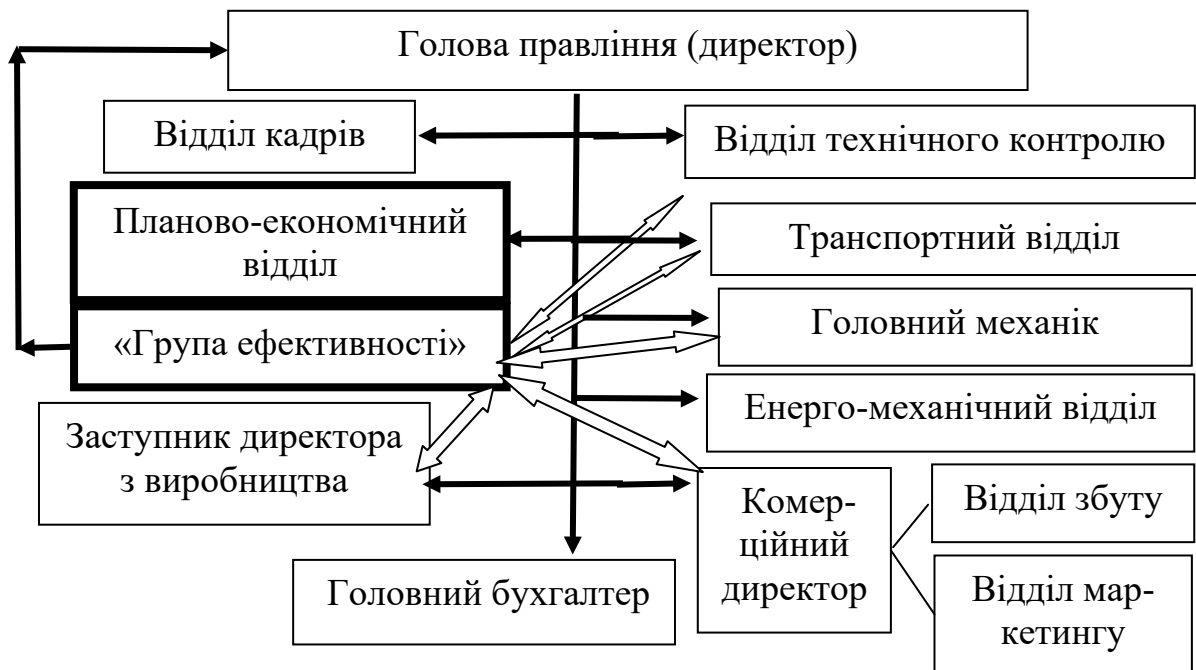 Голова правління (директор)
Відділ кадрів
Відділ технічного контролю
Планово-економічний
відділ
Транспортний відділ
«Група ефективності»
Головний механік
Енерго-механічний відділ
Заступник директора
з виробництва
Комер-
ційний
директор
Відділ збуту
Головний бухгалтер
Відділ мар-
кетингу